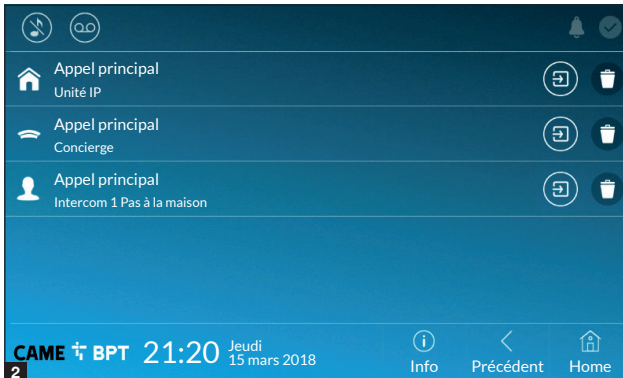 Appel principal
Unité IP
Appel principal
Concierge
Appel principal
Intercom 1 Pas à la maison
CAME BPT 21:20 Jeudi
15 mars 2018
Info Précédent Home
2